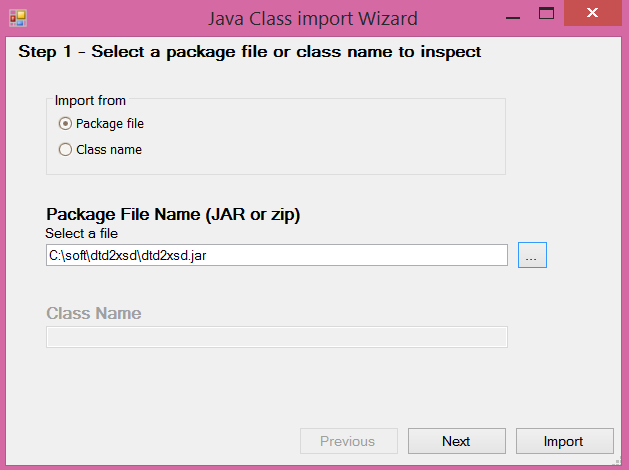 Java Class import Wizard
Step 1 - Select a package file or class name to inspect
Import from
Package file
Class name
Package File Name (JAR or zip)
Select a file
C:\soft\dtd2xsd\dtd2xsd.jar
...
Class Name
Previous
Next
Import